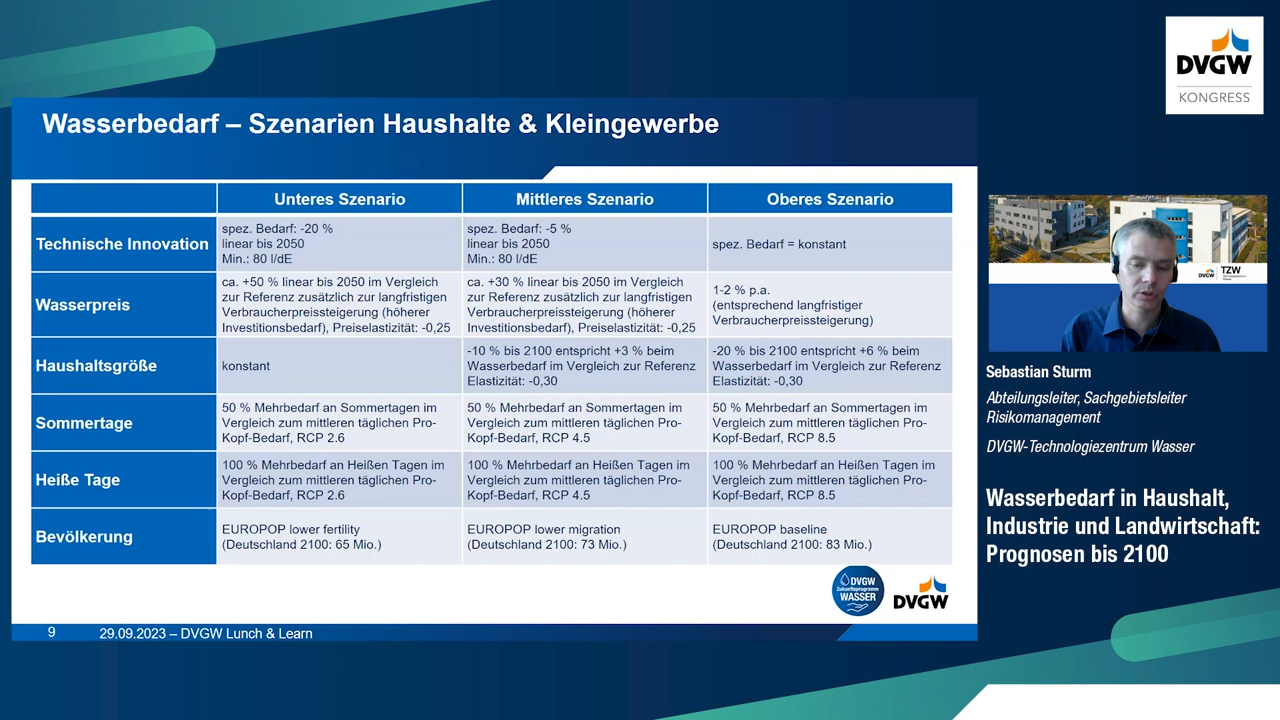 DVGW
KONGRESS
Wasserbedarf – Szenarien Haushalte & Kleingewerbe
Unteres Szenario
Mittleres Szenario
Oberes Szenario
Technische Innovation
spez. Bedarf: -20 %
linear bis 2050
Min.: 80 l/dE
spez. Bedarf: -5 %
linear bis 2050
Min.: 80 l/dE
spez. Bedarf = konstant
Wasserpreis
ca. +50 % linear bis 2050 im Vergleich
zur Referenz zusätzlich zur langfristigen
Verbraucherpreissteigerung (höherer
Investitionsbedarf), Preiselastizität: -0,25
ca. +30 % linear bis 2050 im Vergleich
zur Referenz zusätzlich zur langfristigen
Verbraucherpreissteigerung (höherer
Investitionsbedarf), Preiselastizität: -0,25
1-2 % p.a.
(entsprechend langfristiger
Verbraucherpreissteigerung)
Haushaltsgröße
konstant
-10 % bis 2100 entspricht +3 % beim
Wasserbedarf im Vergleich zur Referenz
Elastizität: -0,30
-20 % bis 2100 entspricht +6 % beim
Wasserbedarf im Vergleich zur Referenz
Elastizität: -0,30
Sommertage
50 % Mehrbedarf an Sommertagen im
Vergleich zum mittleren täglichen Pro-
Kopf-Bedarf, RCP 2.6
50 % Mehrbedarf an Sommertagen im
Vergleich zum mittleren täglichen Pro-
Kopf-Bedarf, RCP 4.5
50 % Mehrbedarf an Sommertagen im
Vergleich zum mittleren täglichen Pro-
Kopf-Bedarf, RCP 8.5
Heiße Tage
100 % Mehrbedarf an Heißen Tagen im
Vergleich zum mittleren täglichen Pro-
Kopf-Bedarf, RCP 2.6
100 % Mehrbedarf an Heißen Tagen im
Vergleich zum mittleren täglichen Pro-
Kopf-Bedarf, RCP 4.5
100 % Mehrbedarf an Heißen Tagen im
Vergleich zum mittleren täglichen Pro-
Kopf-Bedarf, RCP 8.5
Bevölkerung
EUROPOP lower fertility
(Deutschland 2100: 65 Mio.)
EUROPOP lower migration
(Deutschland 2100: 73 Mio.)
EUROPOP baseline
(Deutschland 2100: 83 Mio.)
DVGW
Zukunftsprogramm
WASSER
DVGW
9
29.09.2023 – DVGW Lunch & Learn
DVGW
TZW
Sebastian Sturm
Abteilungsleiter, Sachgebietsleiter
Risikomanagement
DVGW-Technologiezentrum Wasser
Wasserbedarf in Haushalt,
Industrie und Landwirtschaft:
Prognosen bis 2100